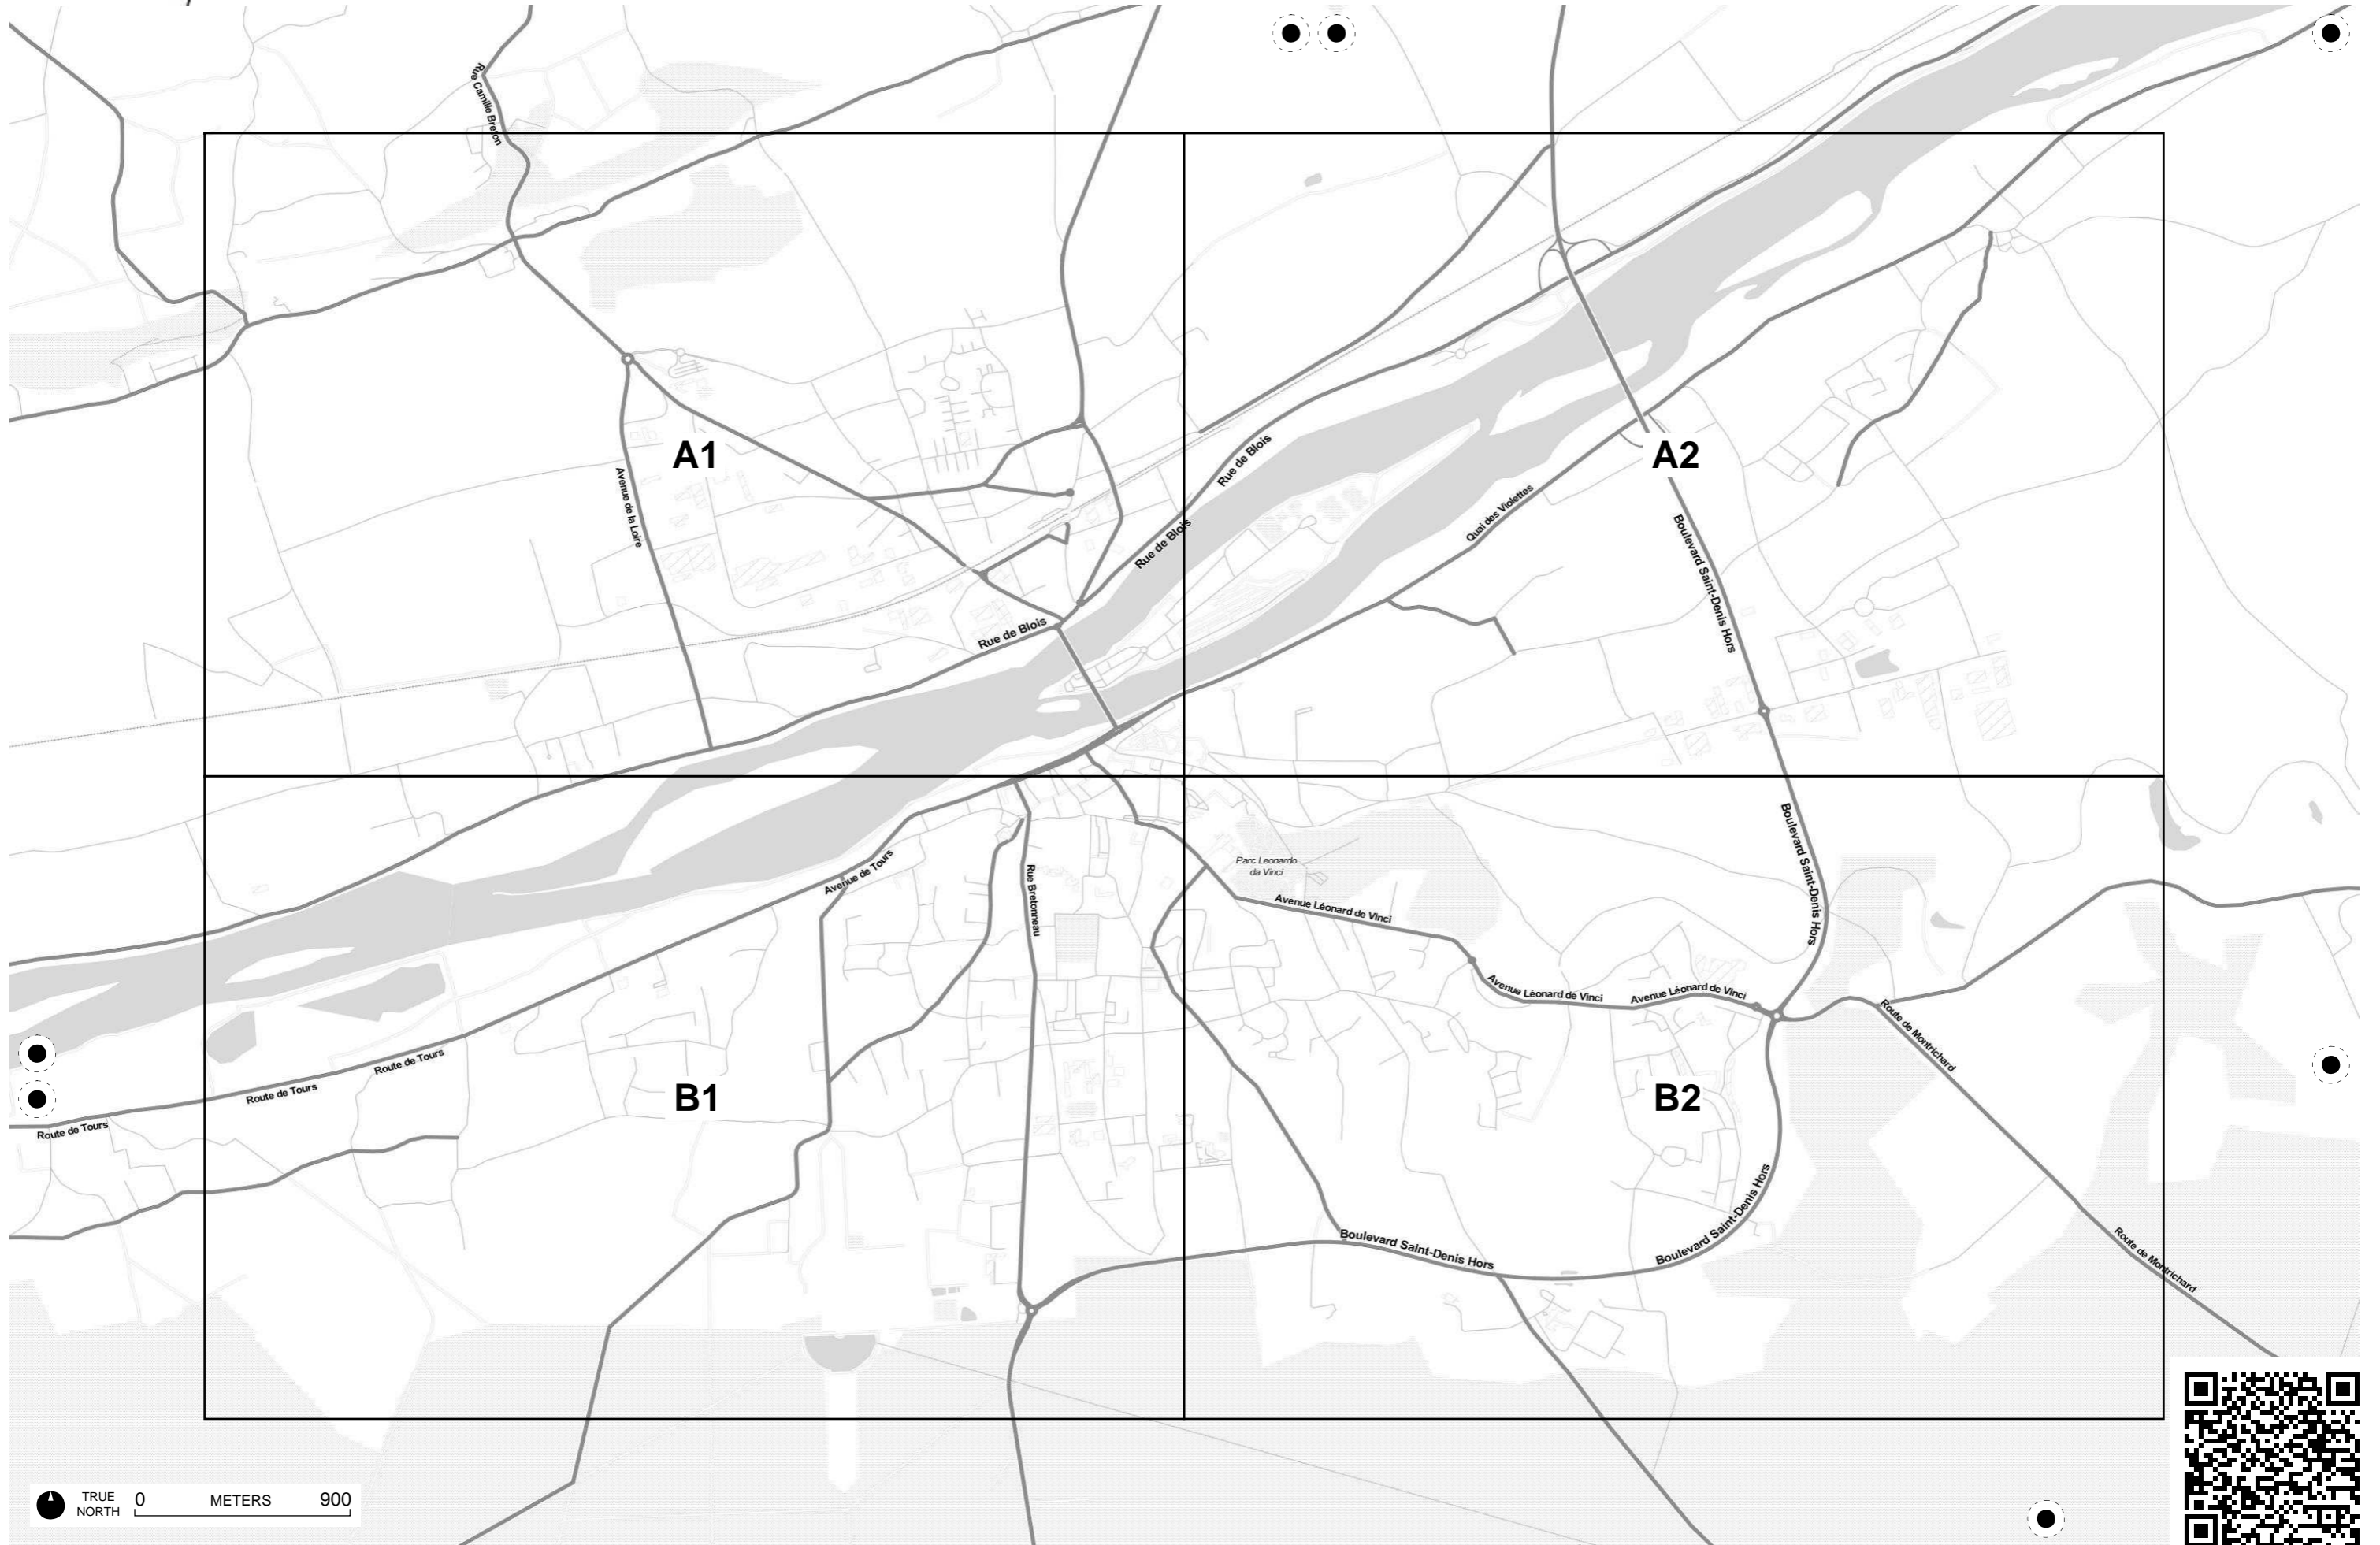 Rue Camille Breton
A1
A2
Avenue de la Loire
Rue de Blois
Rue de Blois
Rue de Blois
Quai des Violettes
Boulevard Saint-Denis Hors
Boulevard Saint-Denis Hors
Parc Leonardo
da Vinci
Avenue de Tours
Rue Bretonneau
Avenue Léonard de Vinci
Avenue Léonard de Vinci
Avenue Léonard de Vinci
Route de Montrichard
Route de Tours
Route de Tours
Route de Tours
B1
B2
Boulevard Saint-Denis Hors
Boulevard Saint-Denis Hors
Route de Montrichard
TRUE
NORTH
0 METERS 900